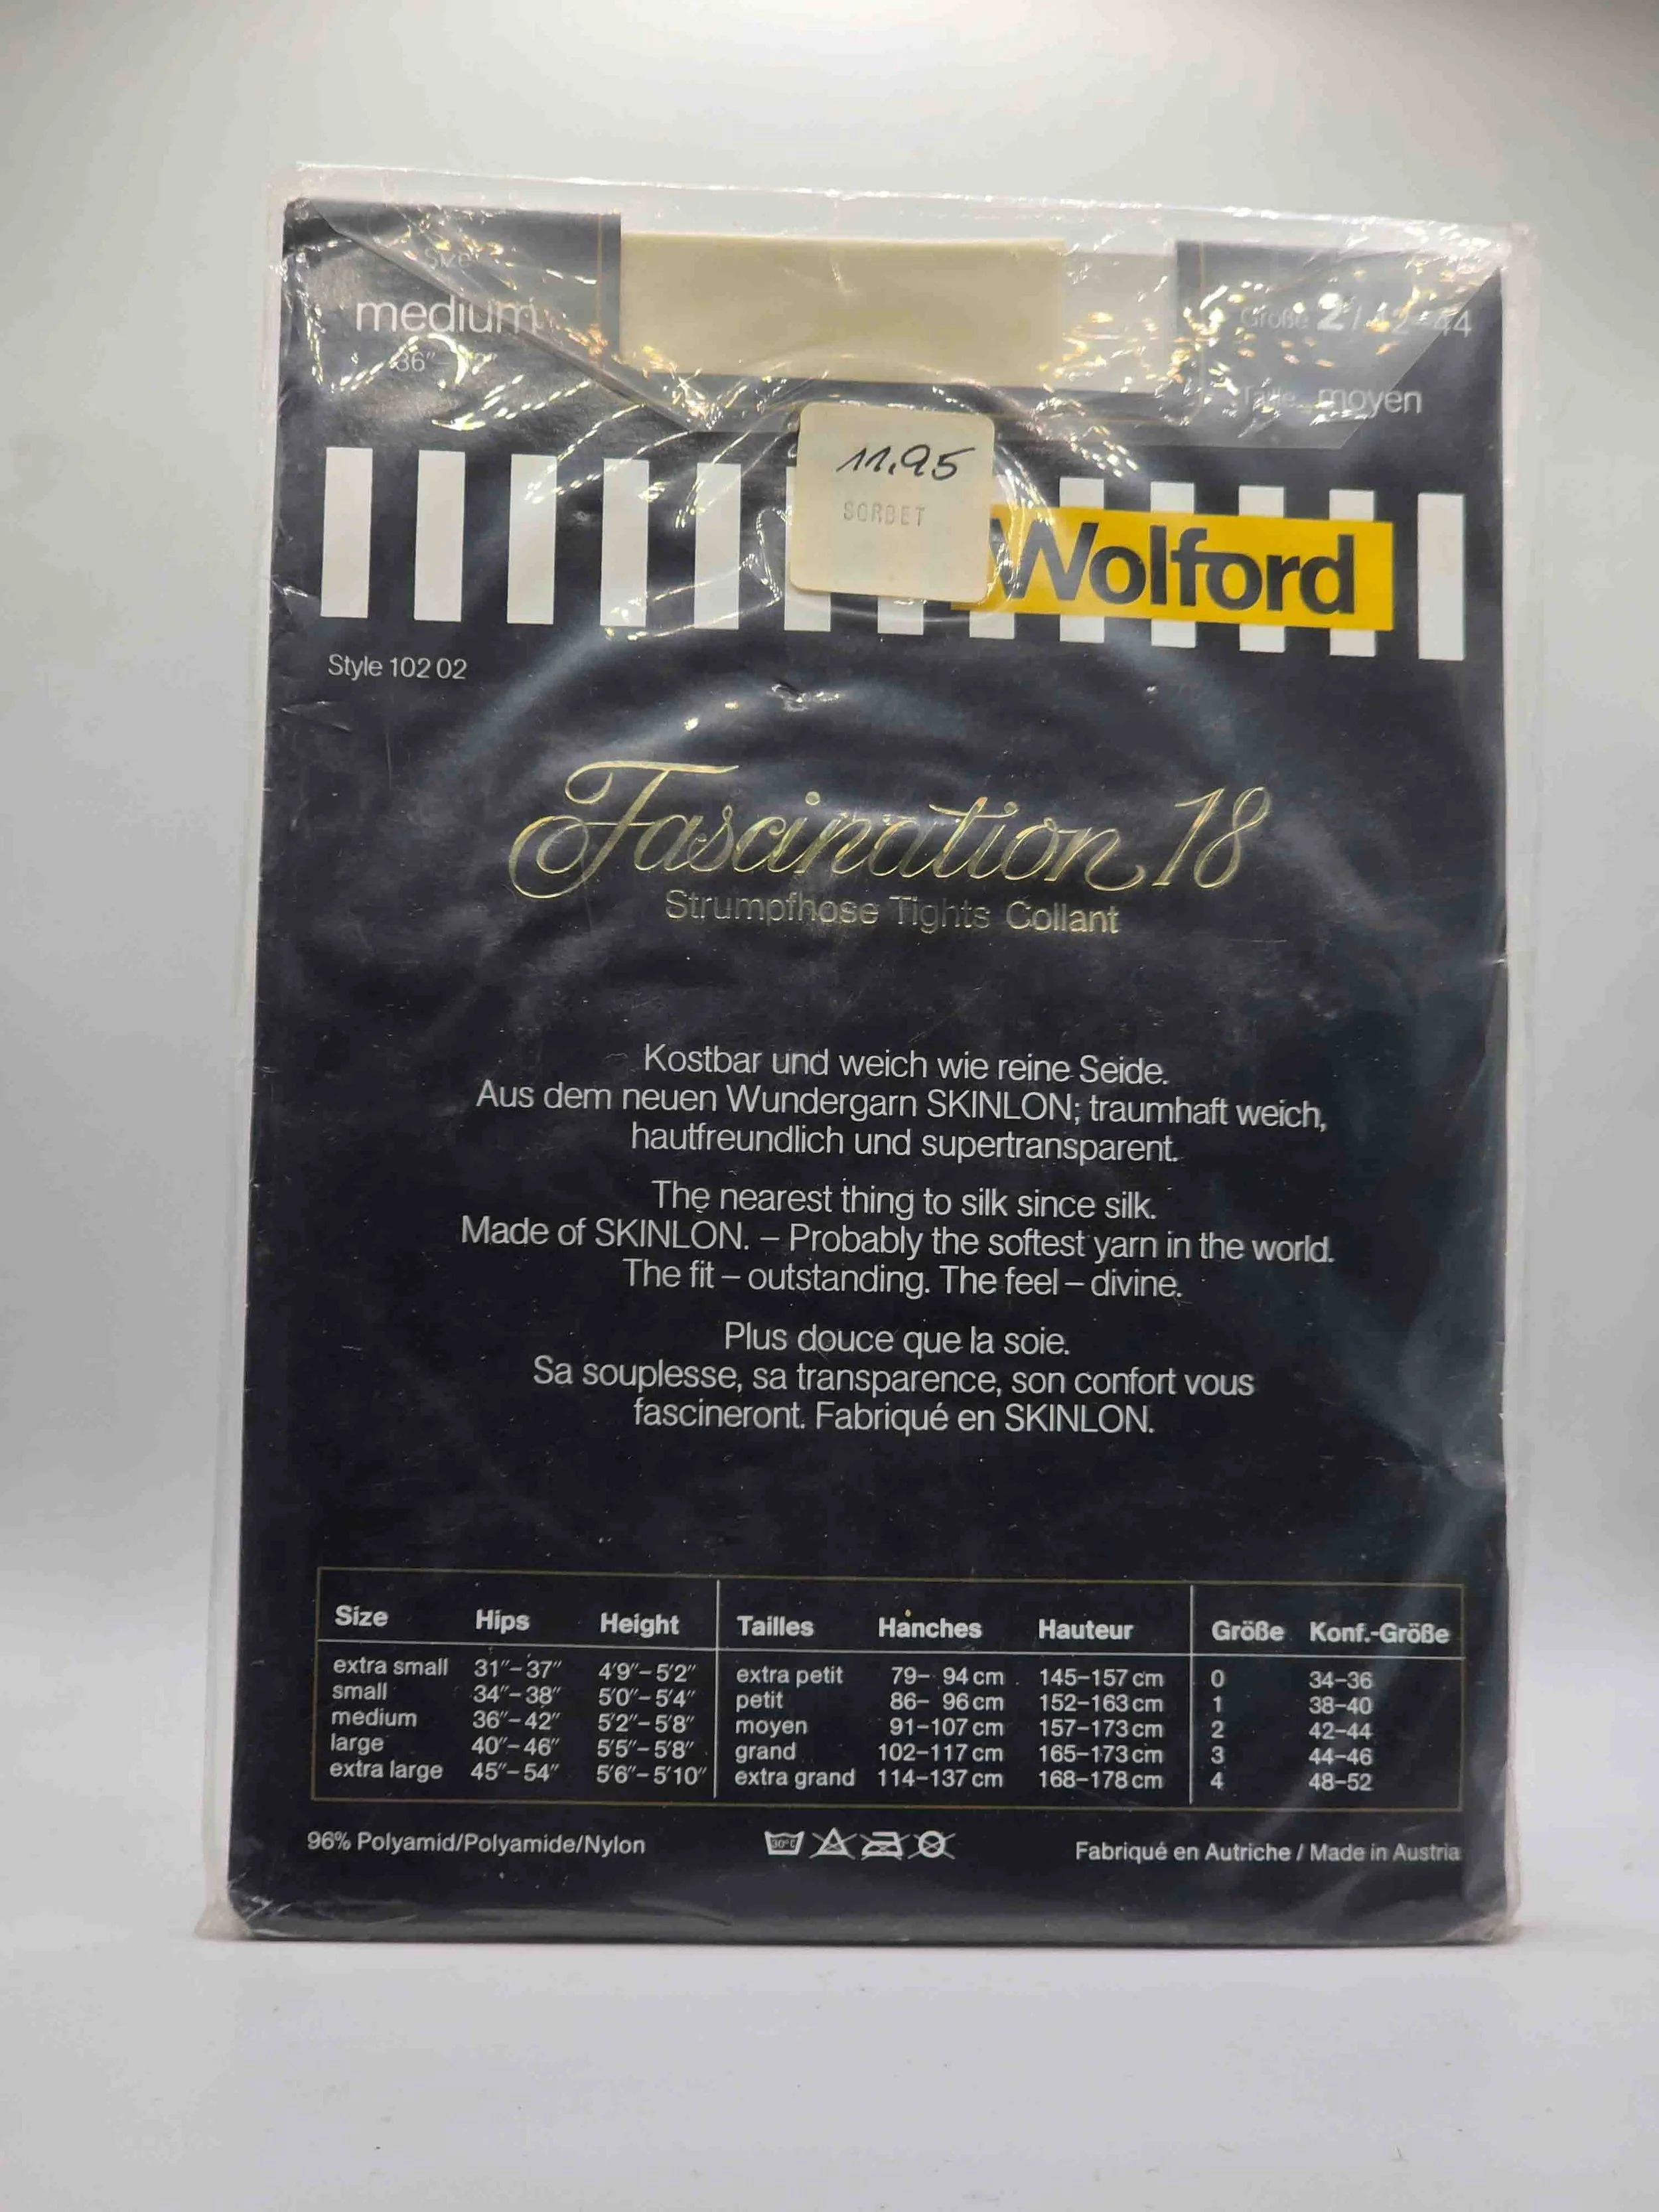 Size
medium
36"
Größe 2 / 42–44
Taille moyen
11.95
SORBET
Wolford
Style 102 02
Fascination 18
Strumpfhose Tights Collant
Kostbar und weich wie reine Seide.
Aus dem neuen Wundergarn SKINLON; traumhaft weich,
hautfreundlich und supertransparent.
The nearest thing to silk since silk.
Made of SKINLON. – Probably the softest yarn in the world.
The fit – outstanding. The feel – divine.
Plus douce que la soie.
Sa souplesse, sa transparence, son confort vous
fascineront. Fabriqué en SKINLON.
Size Hips Height Tailles Hanches Hauteur Größe Konf.-Größe
extra small 31"–37" 4'9"–5'2" extra petit 79– 94 cm 145–157 cm 0 34–36
small 34"–38" 5'0"–5'4" petit 86– 96 cm 152–163 cm 1 38–40
medium 36"–42" 5'2"–5'8" moyen 91–107 cm 157–173 cm 2 42–44
large 40"–46" 5'5"–5'8" grand 102–117 cm 165–173 cm 3 44–46
extra large 45"–54" 5'6"–5'10" extra grand 114–137 cm 168–178 cm 4 48–52
96% Polyamid/Polyamide/Nylon
30°C
Fabriqué en Autriche / Made in Austria